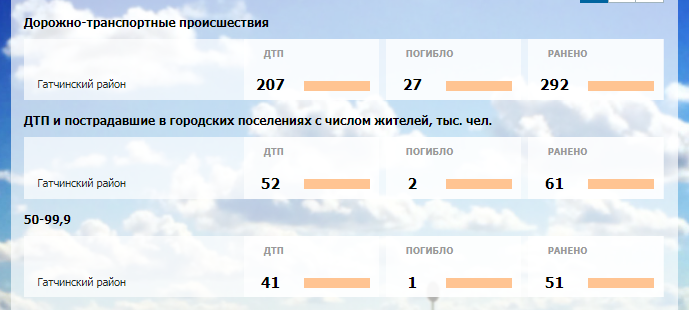 Дорожно-транспортные происшествия
ДТП ПОГИБЛО РАНЕНО
Гатчинский район 207 27 292
ДТП и пострадавшие в городских поселениях с числом жителей, тыс. чел.
ДТП ПОГИБЛО РАНЕНО
Гатчинский район 52 2 61
50-99,9
ДТП ПОГИБЛО РАНЕНО
Гатчинский район 41 1 51